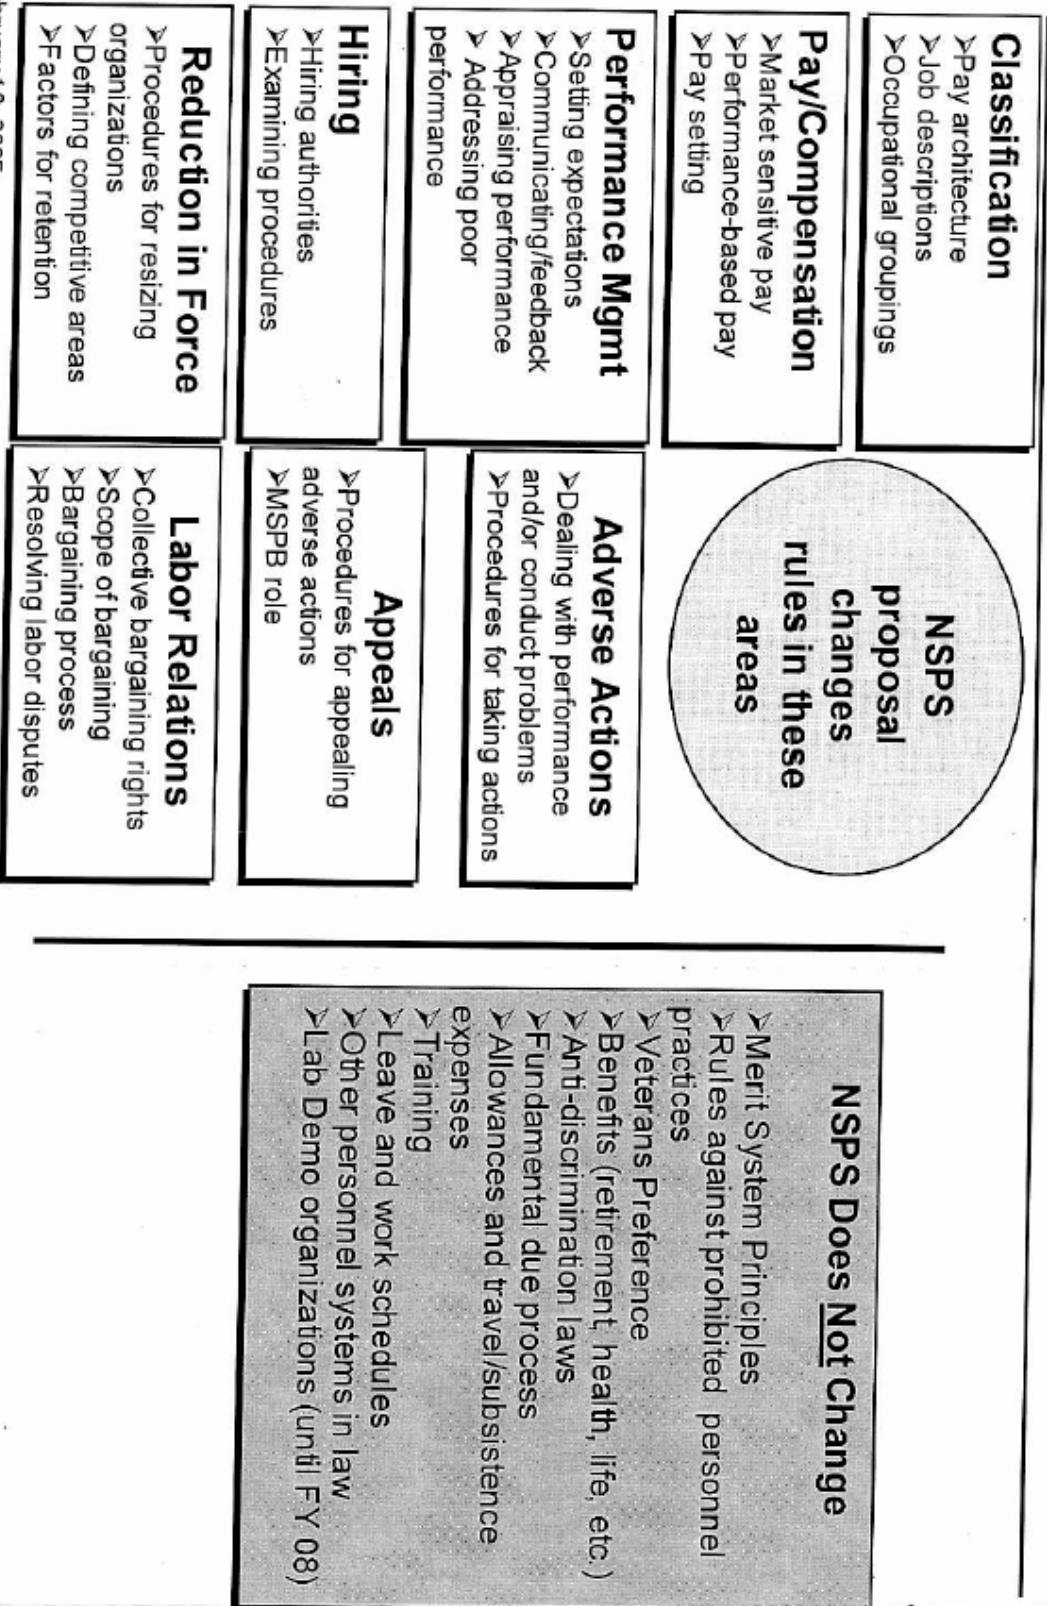 Classification
➢Pay architecture
➢Job descriptions
➢Occupational groupings
Pay/Compensation
➢Market sensitive pay
➢Performance-based pay
➢Pay setting
Performance Mgmt
➢Setting expectations
➢Communicating/feedback
➢Appraising performance
➢ Addressing poor
performance
Hiring
➢Hiring authorities
➢Examining procedures
Reduction in Force
➢Procedures for resizing
organizations
➢Defining competitive areas
➢Factors for retention
NSPS
proposal
changes
rules in these
areas
Adverse Actions
➢Dealing with performance
and/or conduct problems
➢Procedures for taking actions
Appeals
➢Procedures for appealing
adverse actions
➢MSPB role
Labor Relations
➢Collective bargaining rights
➢Scope of bargaining
➢Bargaining process
➢Resolving labor disputes
NSPS Does Not Change
➢Merit System Principles
➢Rules against prohibited personnel
practices
➢Veterans Preference
➢Benefits (retirement, health, life, etc.)
➢Anti-discrimination laws
➢Fundamental due process
➢Allowances and travel/subsistence
expenses
➢Training
➢Leave and work schedules
➢Other personnel systems in law
➢Lab Demo organizations (until FY 08)